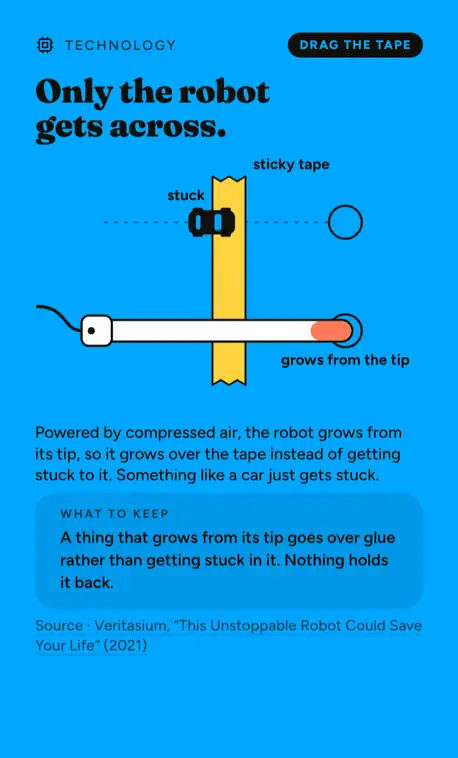 TECHNOLOGY
DRAG THE TAPE
Only the robot
gets across.
sticky tape
stuck
grows from the tip
Powered by compressed air, the robot grows from
its tip, so it grows over the tape instead of getting
stuck to it. Something like a car just gets stuck.
WHAT TO KEEP
A thing that grows from its tip goes over glue
rather than getting stuck in it. Nothing holds
it back.
Source · Veritasium, “This Unstoppable Robot Could Save
Your Life” (2021)